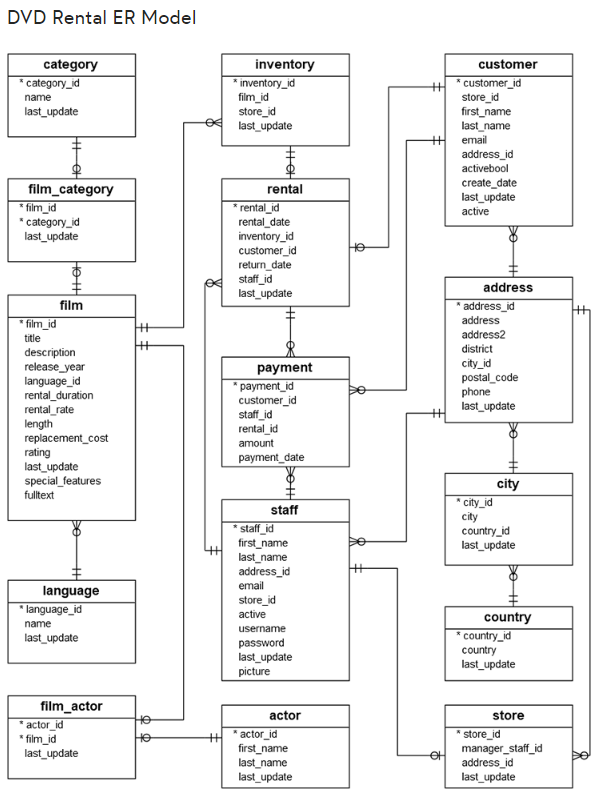 DVD Rental ER Model
category
* category_id
name
last_update
film_category
* film_id
* category_id
last_update
film
* film_id
title
description
release_year
language_id
rental_duration
rental_rate
length
replacement_cost
rating
last_update
special_features
fulltext
language
* language_id
name
last_update
film_actor
* actor_id
* film_id
last_update
inventory
* inventory_id
film_id
store_id
last_update
rental
* rental_id
rental_date
inventory_id
customer_id
return_date
staff_id
last_update
payment
* payment_id
customer_id
staff_id
rental_id
amount
payment_date
staff
* staff_id
first_name
last_name
address_id
email
store_id
active
username
password
last_update
picture
actor
* actor_id
first_name
last_name
last_update
customer
* customer_id
store_id
first_name
last_name
email
address_id
activebool
create_date
last_update
active
address
* address_id
address
address2
district
city_id
postal_code
phone
last_update
city
* city_id
city
country_id
last_update
country
* country_id
country
last_update
store
* store_id
manager_staff_id
address_id
last_update